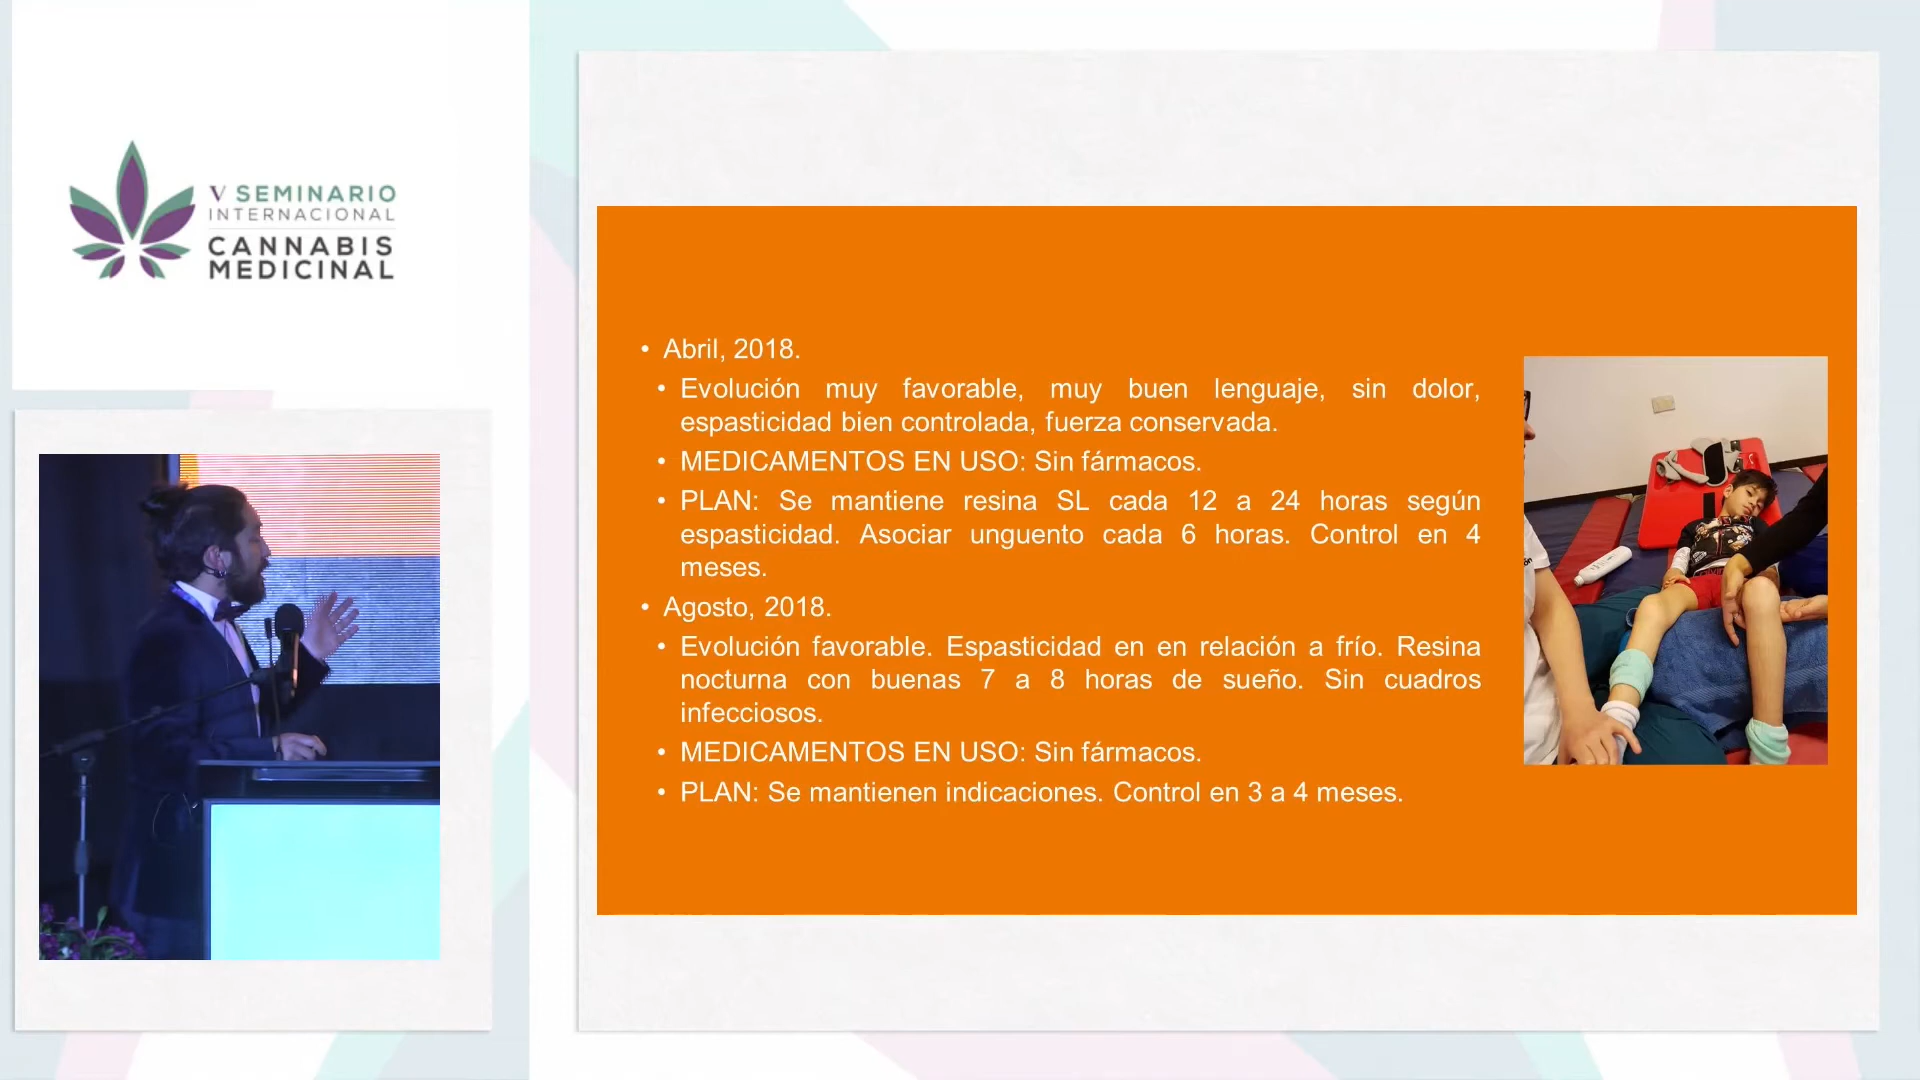 V SEMINARIO
INTERNACIONAL
CANNABIS
MEDICINAL
• Abril, 2018.
• Evolución muy favorable, muy buen lenguaje, sin dolor,
espasticidad bien controlada, fuerza conservada.
• MEDICAMENTOS EN USO: Sin fármacos.
• PLAN: Se mantiene resina SL cada 12 a 24 horas según
espasticidad. Asociar unguento cada 6 horas. Control en 4
meses.
• Agosto, 2018.
• Evolución favorable. Espasticidad en en relación a frío. Resina
nocturna con buenas 7 a 8 horas de sueño. Sin cuadros
infecciosos.
• MEDICAMENTOS EN USO: Sin fármacos.
• PLAN: Se mantienen indicaciones. Control en 3 a 4 meses.